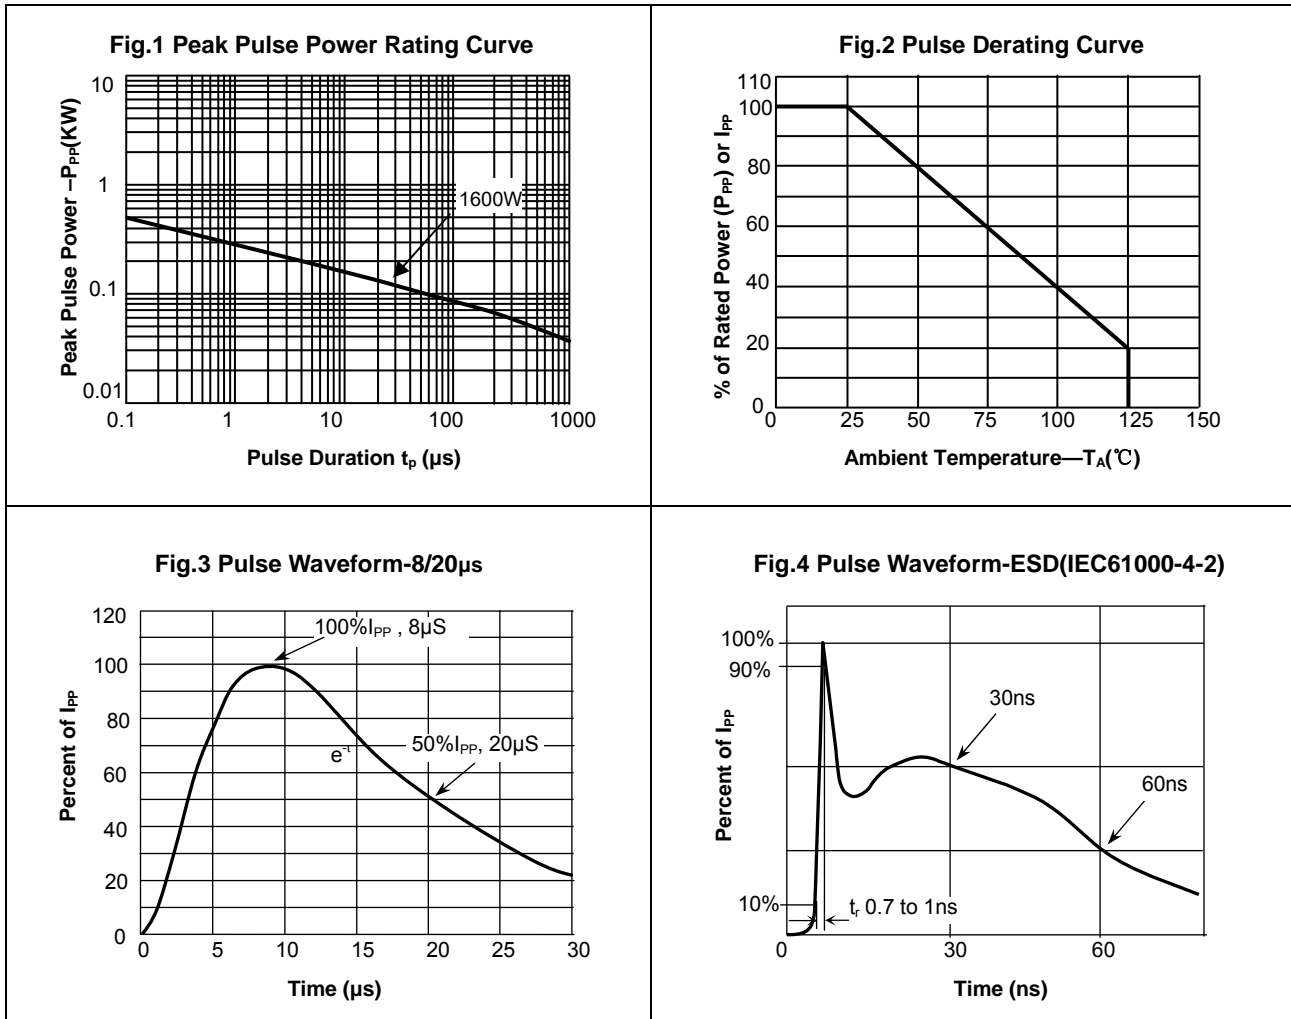 Fig.1 Peak Pulse Power Rating Curve
Peak Pulse Power –PPP(KW)
10
1
0.1
0.01
1600W
0.1 1 10 100 1000
Pulse Duration tp (µs)
Fig.2 Pulse Derating Curve
% of Rated Power (PPP) or IPP
110
100
80
60
40
20
0
0 25 50 75 100 125 150
Ambient Temperature—TA(℃)
Fig.3 Pulse Waveform-8/20µs
Percent of IPP
120
100
80
60
40
20
0
100%IPP , 8µS
e-t
50%IPP, 20µS
0 5 10 15 20 25 30
Time (µs)
Fig.4 Pulse Waveform-ESD(IEC61000-4-2)
Percent of IPP
100%
90%
10%
30ns
60ns
tr 0.7 to 1ns
0 30 60
Time (ns)